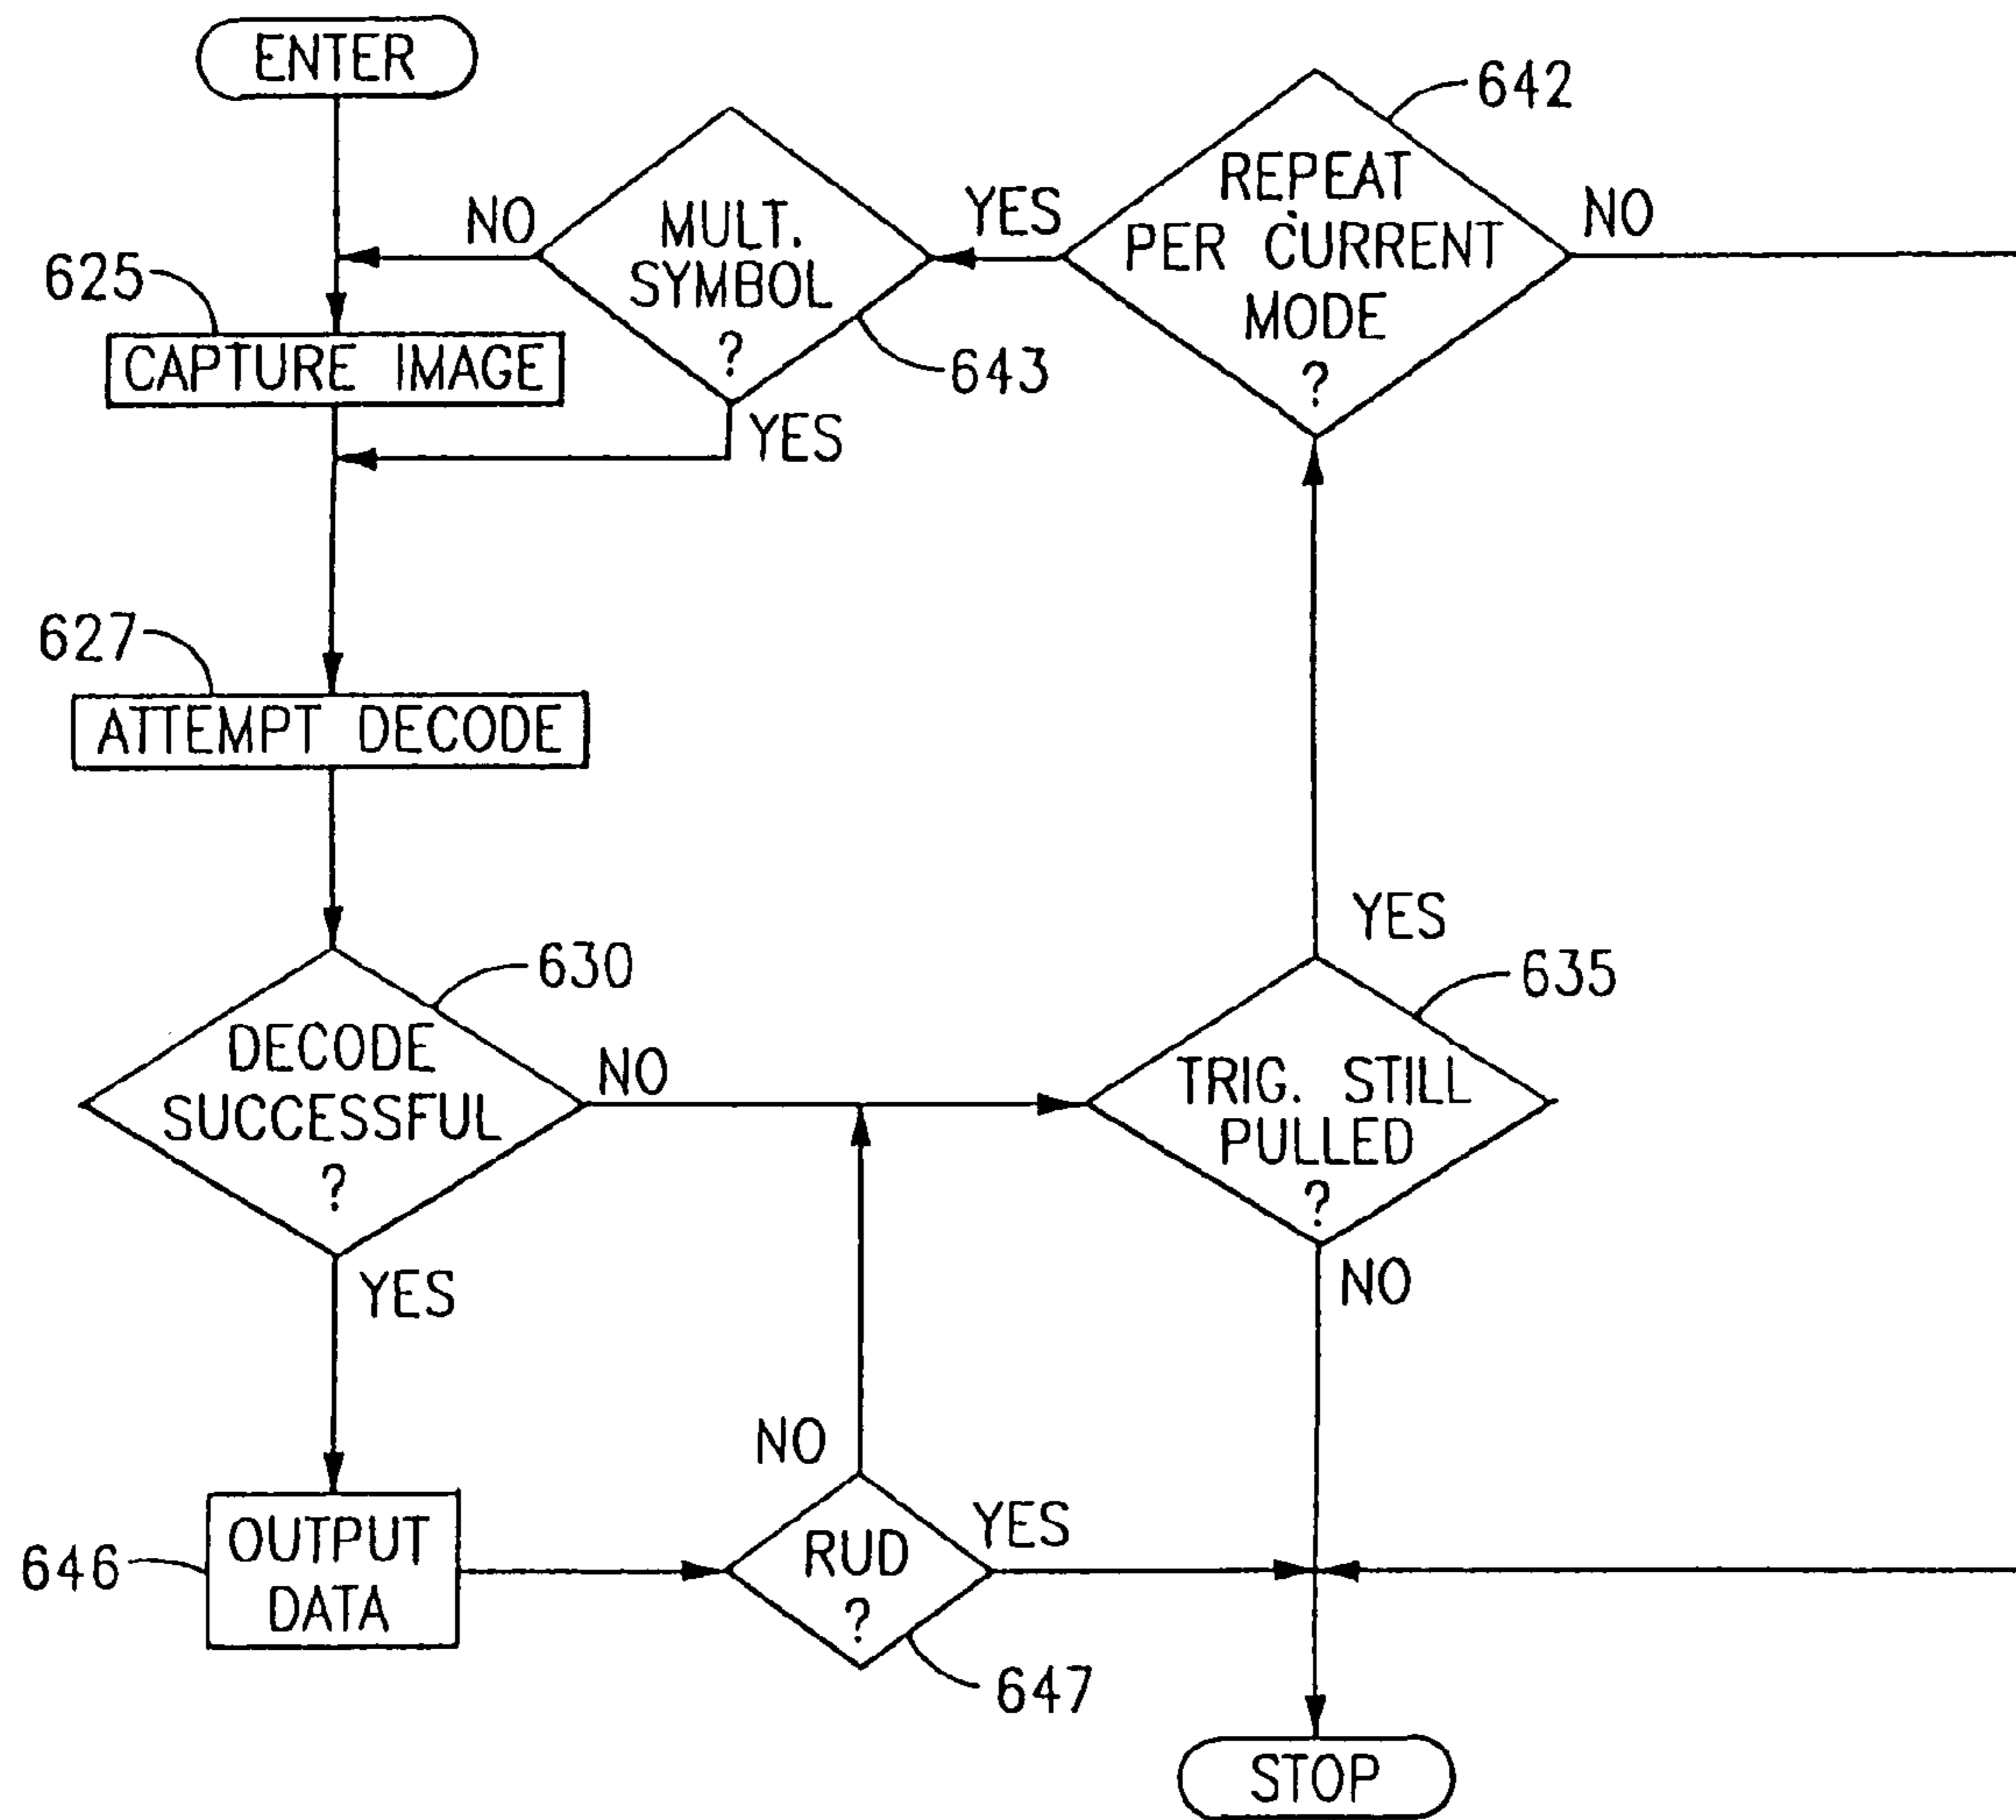 ENTER
642
REPEAT
PER CURRENT
MODE
?
YES
NO
MULT.
SYMBOL
?
643
NO
YES
625
CAPTURE IMAGE
627
ATTEMPT DECODE
630
DECODE
SUCCESSFUL
?
NO
YES
635
TRIG. STILL
PULLED
?
YES
NO
646
OUTPUT
DATA
RUD
?
647
NO
YES
STOP